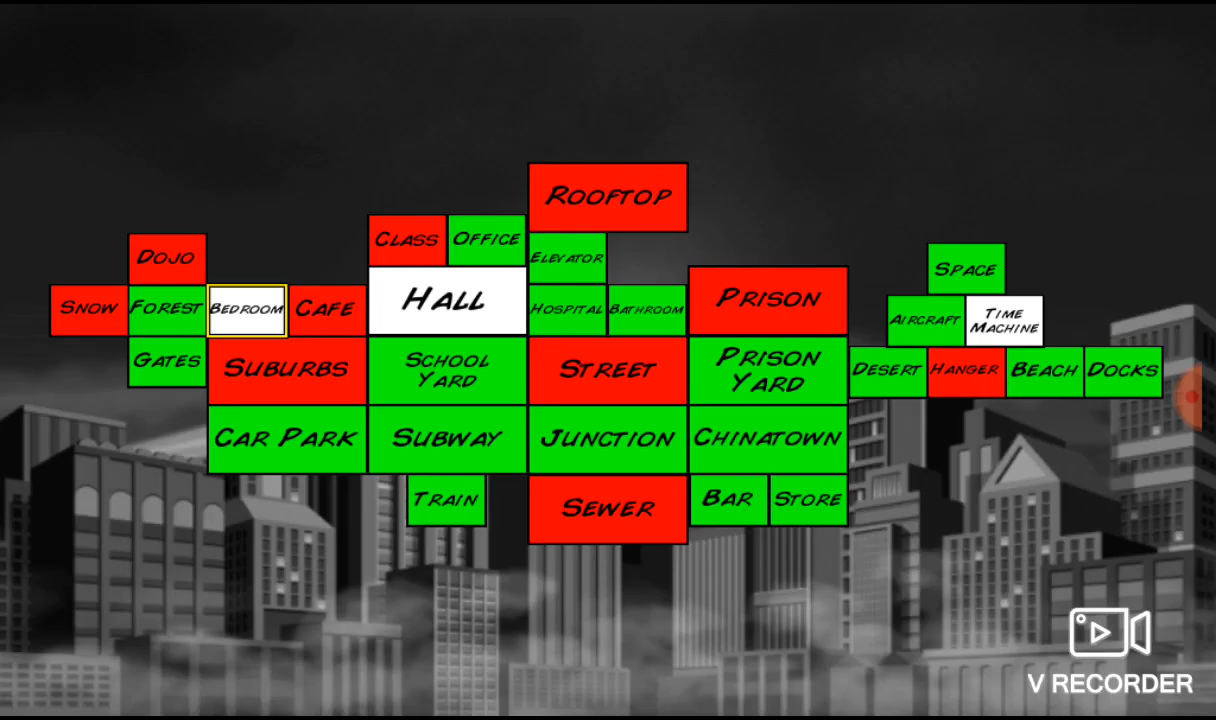 ROOFTOP
CLASS
OFFICE
ELEVATOR
DOJO
SPACE
SNOW
FOREST
BEDROOM
CAFE
HALL
HOSPITAL
BATHROOM
PRISON
AIRCRAFT
TIME
MACHINE
GATES
SUBURBS
SCHOOL
YARD
STREET
PRISON
YARD
DESERT
HANGER
BEACH
DOCKS
CAR PARK
SUBWAY
JUNCTION
CHINATOWN
TRAIN
SEWER
BAR
STORE
V RECORDER